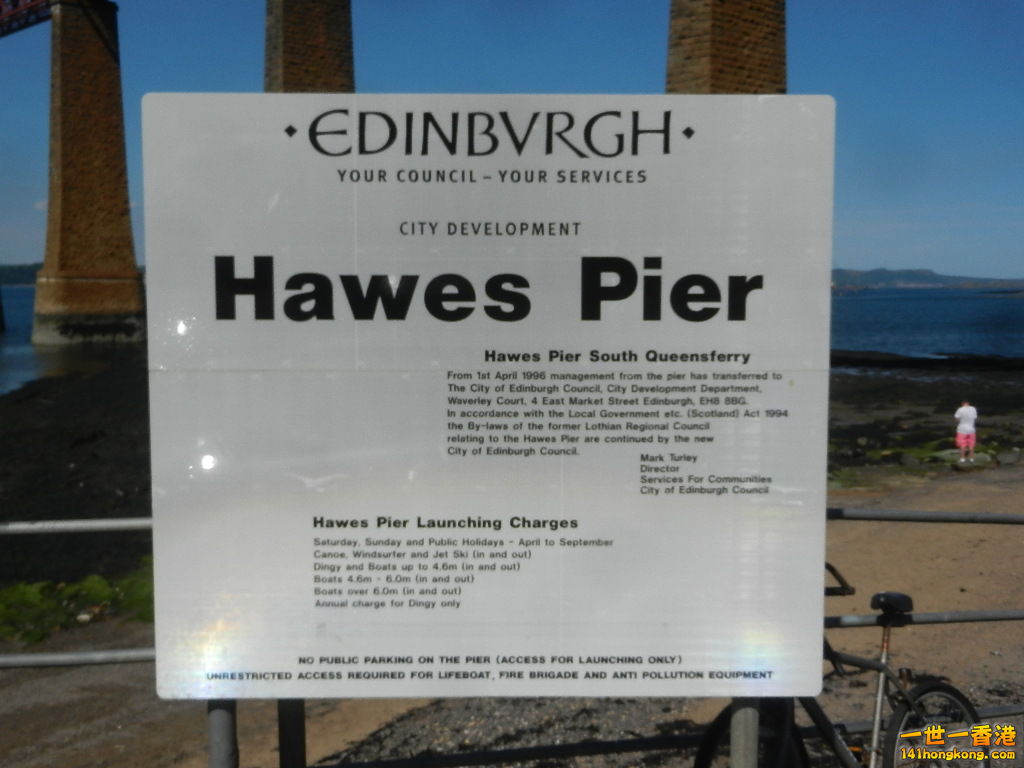 ·EDINBVRGH·
YOUR COUNCIL – YOUR SERVICES
CITY DEVELOPMENT
Hawes Pier
Hawes Pier South Queensferry
From 1st April 1996 management from the pier has transferred to
The City of Edinburgh Council, City Development Department,
Waverley Court, 4 East Market Street Edinburgh, EH8 8BG.
In accordance with the Local Government etc. (Scotland) Act 1994
the By-laws of the former Lothian Regional Council
relating to the Hawes Pier are continued by the new
City of Edinburgh Council.
Mark Turley
Director
Services For Communities
City of Edinburgh Council
Hawes Pier Launching Charges
Saturday, Sunday and Public Holidays - April to September
Canoe, Windsurfer and Jet Ski (in and out)
Dingy and Boats up to 4.6m (in and out)
Boats 4.6m - 6.0m (in and out)
Boats over 6.0m (in and out)
Annual charge for Dingy only
NO PUBLIC PARKING ON THE PIER (ACCESS FOR LAUNCHING ONLY)
UNRESTRICTED ACCESS REQUIRED FOR LIFEBOAT, FIRE BRIGADE AND ANTI POLLUTION EQUIPMENT
一世一香港
141hongkong.com